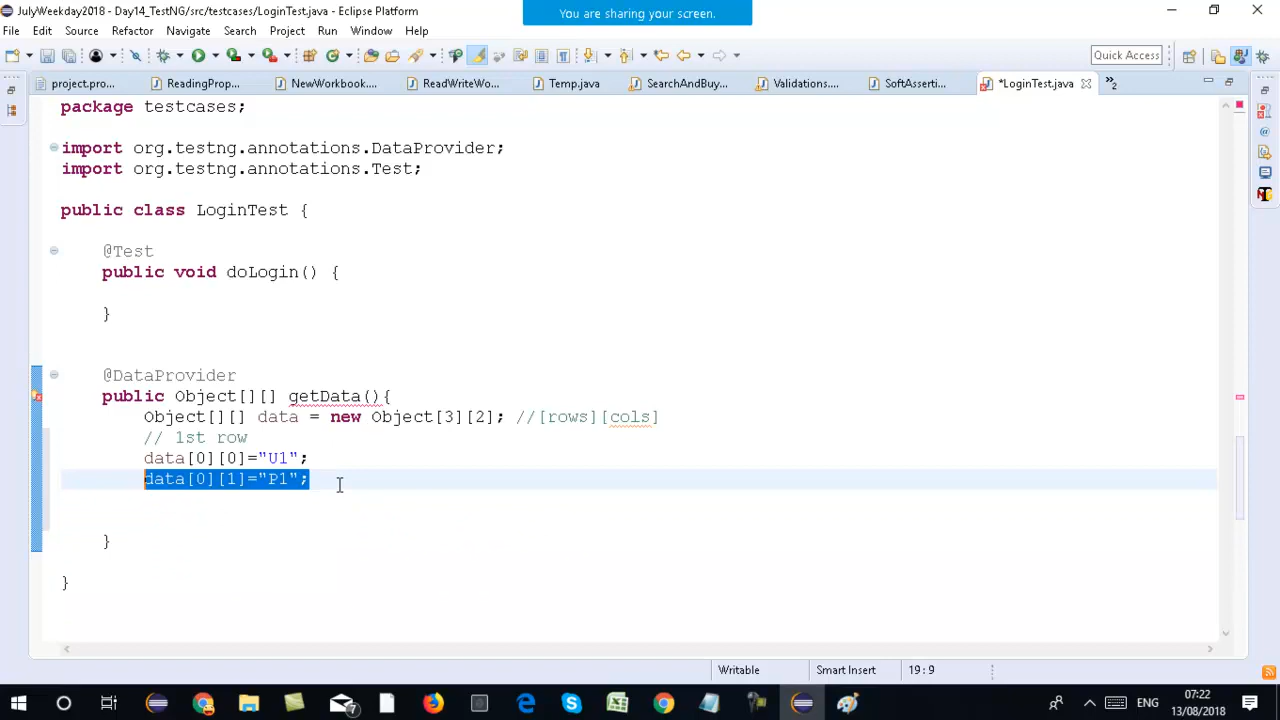 JulyWeekday2018 - Day14_TestNG/src/testcases/LoginTest.java - Eclipse Platform
You are sharing your screen.
File Edit Source Refactor Navigate Search Project Run Window Help
Quick Access
project.pro... ReadingProp... NewWorkbook.... ReadWriteWo... Temp.java SearchAndBuy... Validations.... SoftAsserti... *LoginTest.java »2
package testcases;
import org.testng.annotations.DataProvider;
import org.testng.annotations.Test;
public class LoginTest {
@Test
public void doLogin() {
}
@DataProvider
public Object[][] getData(){
Object[][] data = new Object[3][2]; //[rows][cols]
// 1st row
data[0][0]="U1";
data[0][1]="P1";
}
}
Writable Smart Insert 19 : 9
7
ENG
07:22
13/08/2018